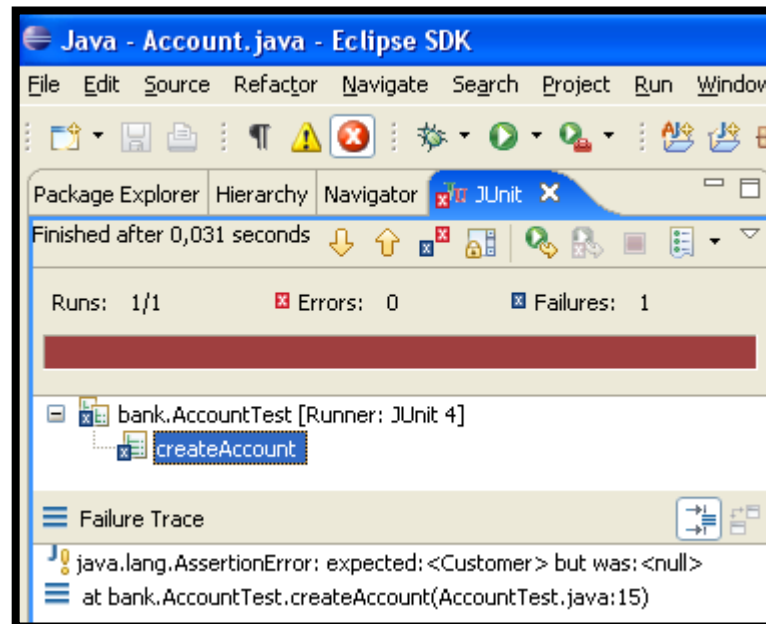 Java - Account.java - Eclipse SDK
File Edit Source Refactor Navigate Search Project Run Window
Package Explorer Hierarchy Navigator JUnit
Finished after 0,031 seconds
Runs: 1/1 Errors: 0 Failures: 1
bank.AccountTest [Runner: JUnit 4]
createAccount
Failure Trace
java.lang.AssertionError: expected:<Customer> but was:<null>
at bank.AccountTest.createAccount(AccountTest.java:15)